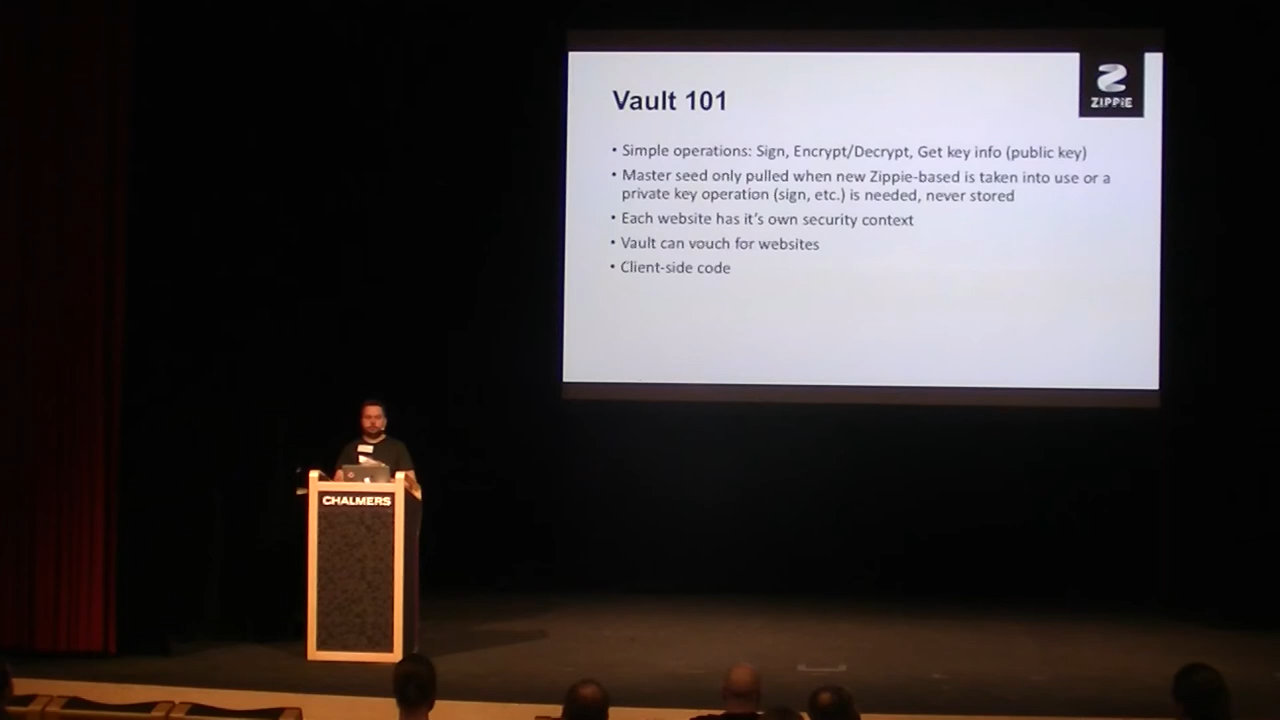 Vault 101
ZIPPIE
• Simple operations: Sign, Encrypt/Decrypt, Get key info (public key)
• Master seed only pulled when new Zippie-based is taken into use or a
private key operation (sign, etc.) is needed, never stored
• Each website has it's own security context
• Vault can vouch for websites
• Client-side code
CHALMERS